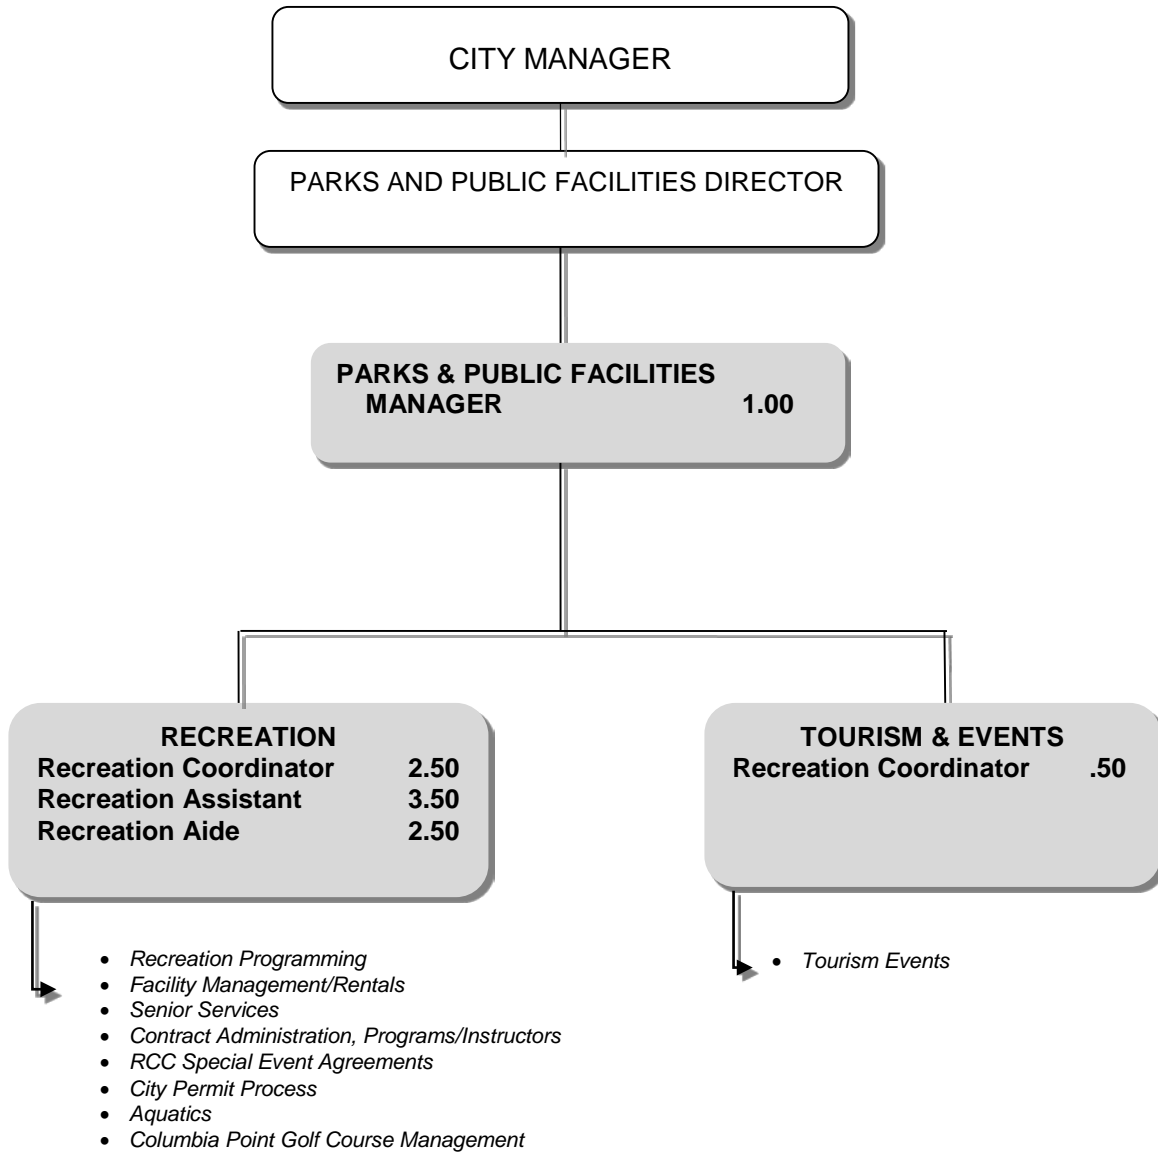 CITY MANAGER
PARKS AND PUBLIC FACILITIES DIRECTOR
PARKS & PUBLIC FACILITIES
MANAGER 1.00
RECREATION
Recreation Coordinator 2.50
Recreation Assistant 3.50
Recreation Aide 2.50
TOURISM & EVENTS
Recreation Coordinator .50
• Recreation Programming
• Facility Management/Rentals
• Senior Services
• Contract Administration, Programs/Instructors
• RCC Special Event Agreements
• City Permit Process
• Aquatics
• Columbia Point Golf Course Management
• Tourism Events